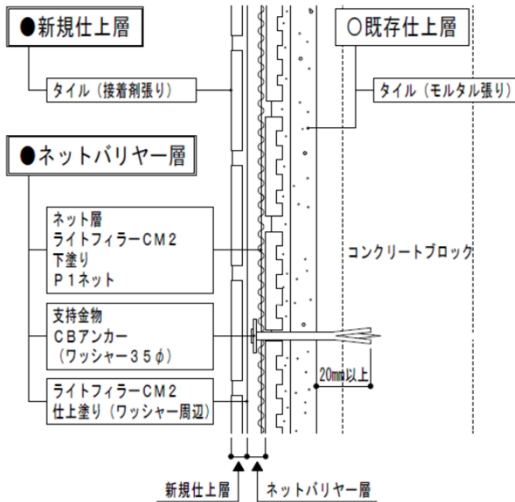 ●新規仕上層
タイル（接着剤張り）
○既存仕上層
タイル（モルタル張り）
●ネットバリヤー層
ネット層
ライトフィラーＣＭ２
下塗り
Ｐ１ネット
支持金物
ＣＢアンカー
（ワッシャー３５φ）
ライトフィラーＣＭ２
仕上塗り（ワッシャー周辺）
コンクリートブロック
20mm以上
新規仕上層
ネットバリヤー層